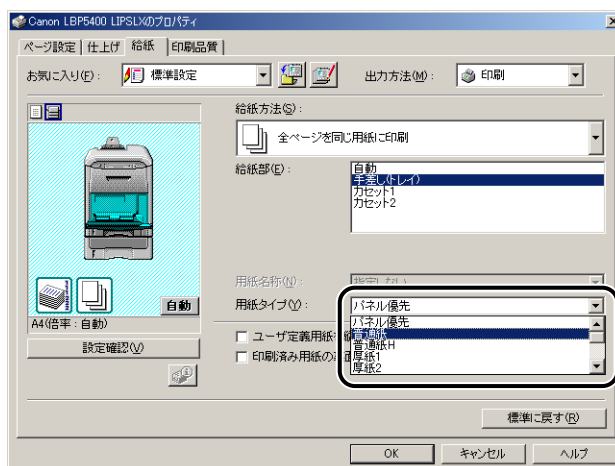 Canon LBP5400 LIPSLXのプロパティ
ページ設定 仕上げ 給紙 印刷品質
お気に入り(F): 標準設定 出力方法(M): 印刷
給紙方法(S):
全ページを同じ用紙に印刷
給紙部(E): 自動
手差し(トレイ)
カセット1
カセット2
用紙名称(N): 指定しない
自動
用紙タイプ(Y): パネル優先
A4(倍率:自動)
パネル優先
普通紙
ユーザ定義用紙を
普通紙H
設定確認(V)
印刷済み用紙の
厚紙1
厚紙2
標準に戻す(R)
OK キャンセル ヘルプ